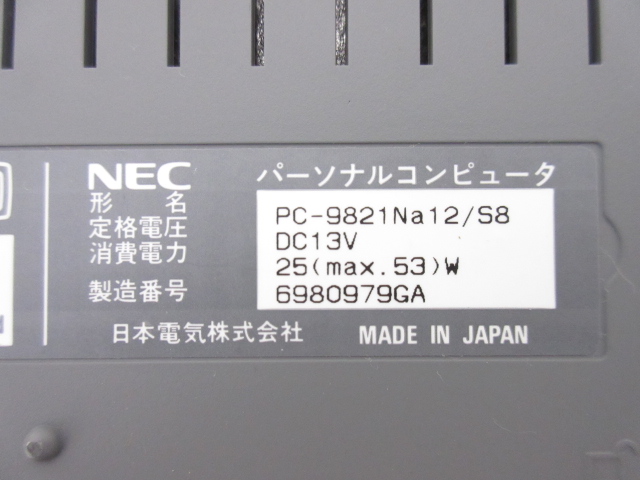 NEC パーソナルコンピュータ
形 名 PC-9821Na12/S8
定格電圧 DC13V
消費電力 25(max.53)W
製造番号 6980979GA
日本電気株式会社 MADE IN JAPAN